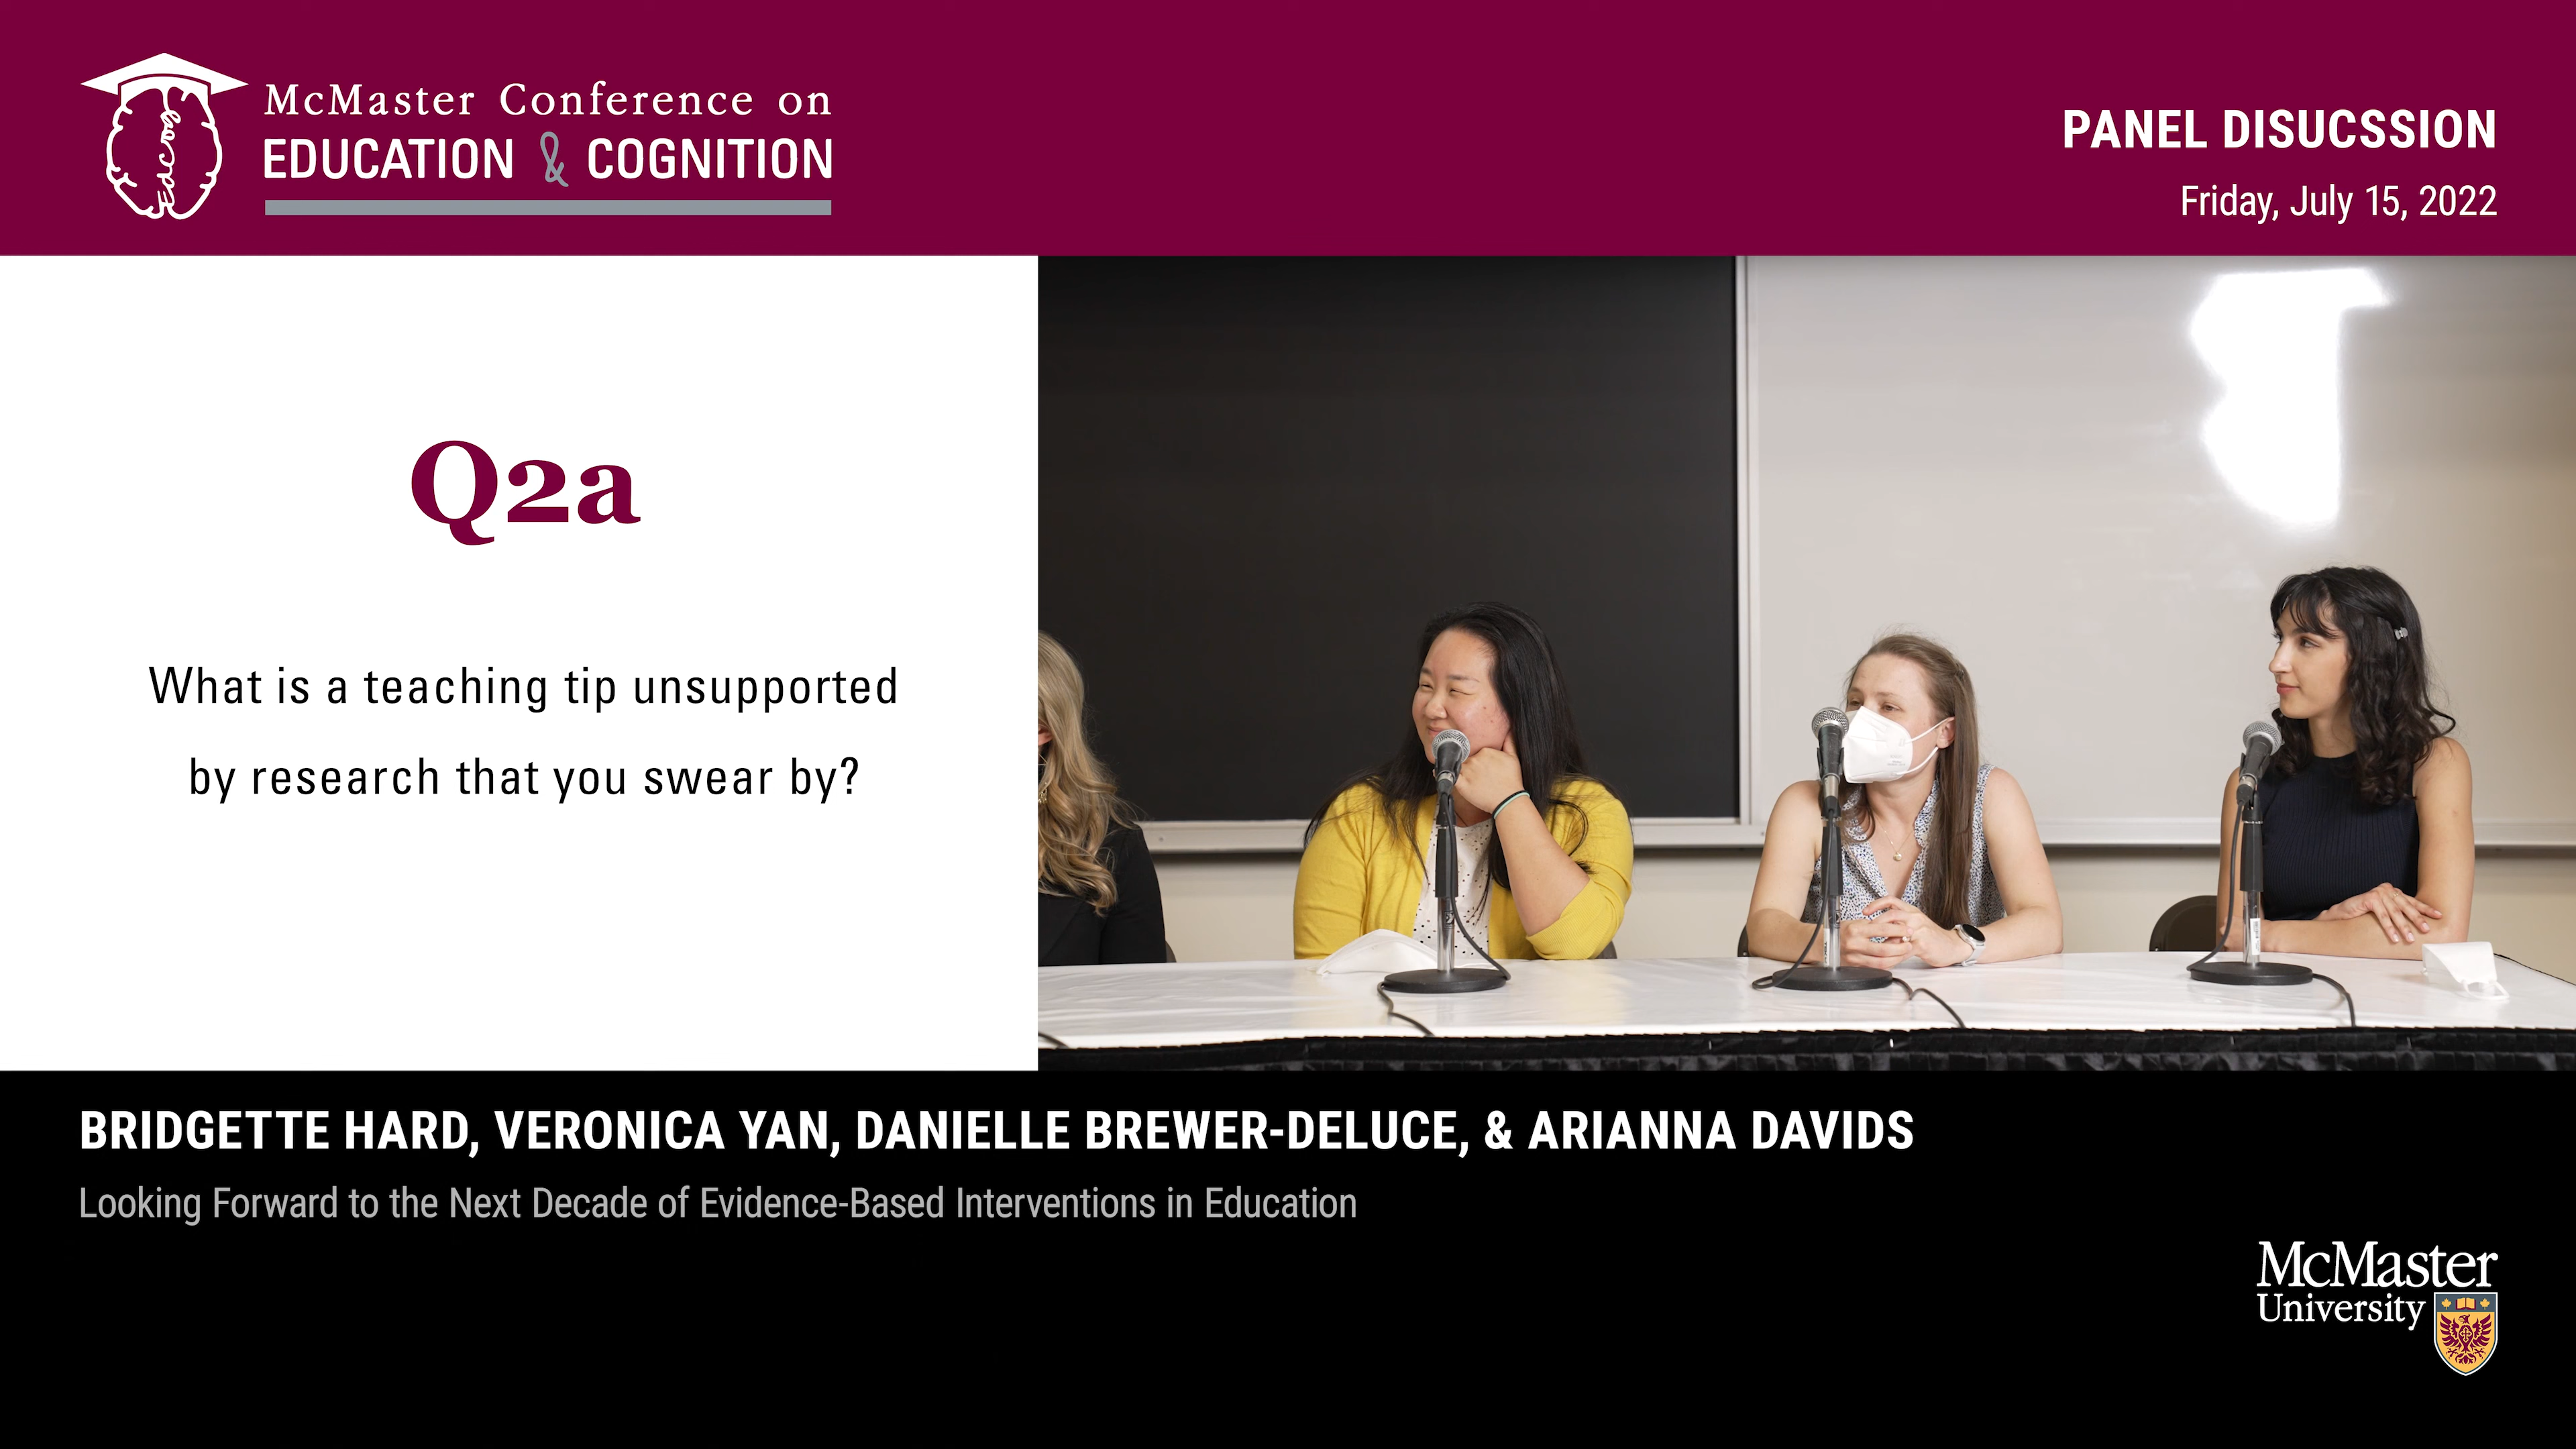 McMaster Conference on
EDUCATION & COGNITION
EdCog
PANEL DISUCSSION
Friday, July 15, 2022
Q2a
What is a teaching tip unsupported
by research that you swear by?
BRIDGETTE HARD, VERONICA YAN, DANIELLE BREWER-DELUCE, & ARIANNA DAVIDS
Looking Forward to the Next Decade of Evidence-Based Interventions in Education
McMaster
University